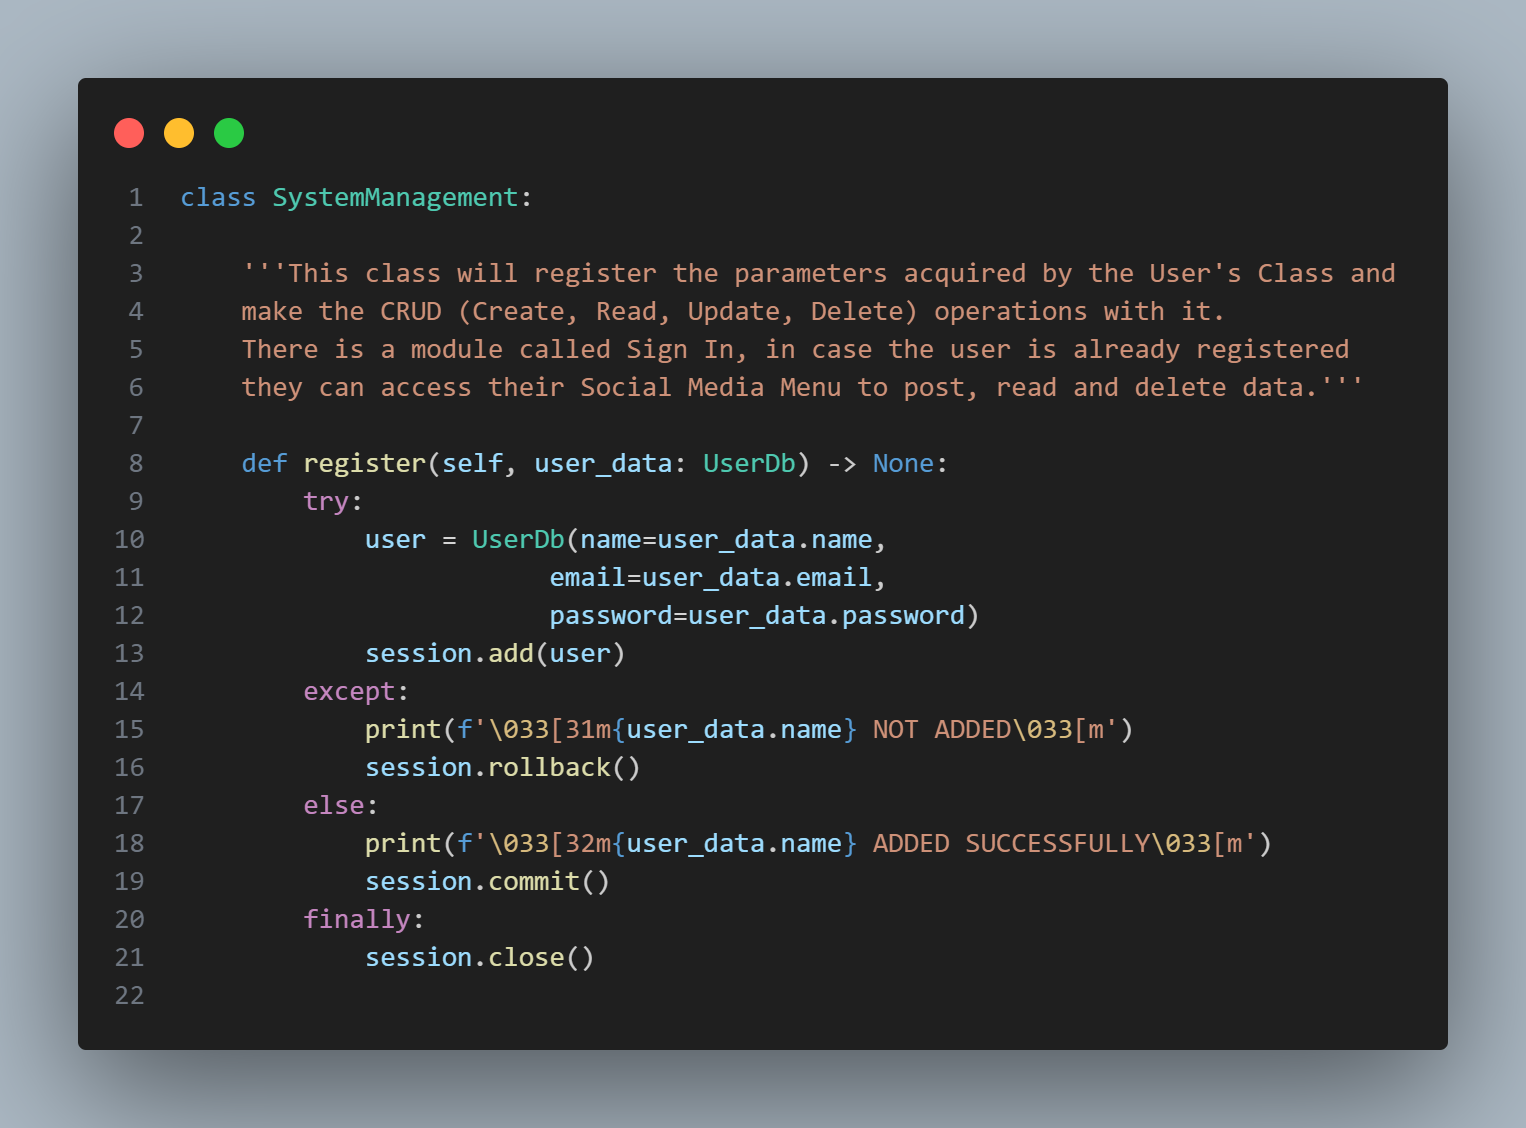 1 class SystemManagement:
2
3     '''This class will register the parameters acquired by the User's Class and
4     make the CRUD (Create, Read, Update, Delete) operations with it.
5     There is a module called Sign In, in case the user is already registered
6     they can access their Social Media Menu to post, read and delete data.'''
7
8     def register(self, user_data: UserDb) -> None:
9         try:
10             user = UserDb(name=user_data.name,
11                         email=user_data.email,
12                         password=user_data.password)
13             session.add(user)
14         except:
15             print(f'\033[31m{user_data.name} NOT ADDED\033[m')
16             session.rollback()
17         else:
18             print(f'\033[32m{user_data.name} ADDED SUCCESSFULLY\033[m')
19             session.commit()
20         finally:
21             session.close()
22